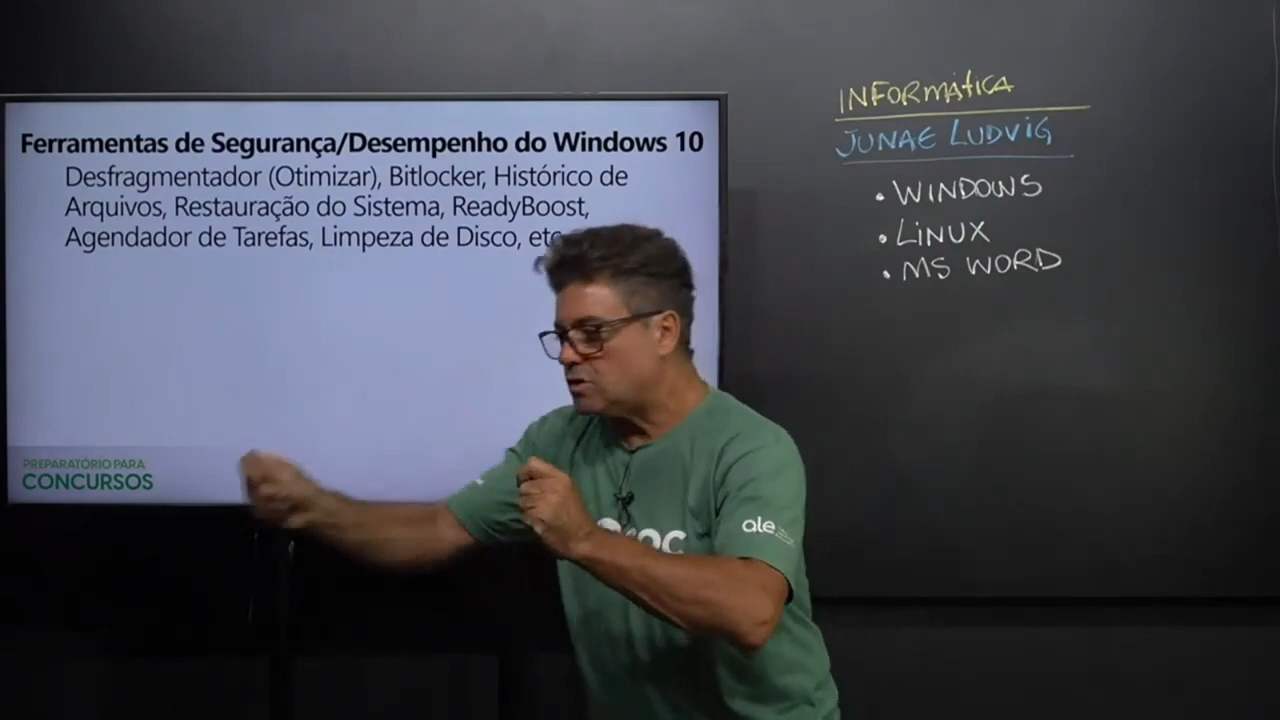 Ferramentas de Segurança/Desempenho do Windows 10
Desfragmentador (Otimizar), Bitlocker, Histórico de
Arquivos, Restauração do Sistema, ReadyBoost,
Agendador de Tarefas, Limpeza de Disco, etc
PREPARATÓRIO PARA
CONCURSOS
INFORMÁTICA
JUNAE LUDVIG
• WINDOWS
• LINUX
• MS WORD
ale